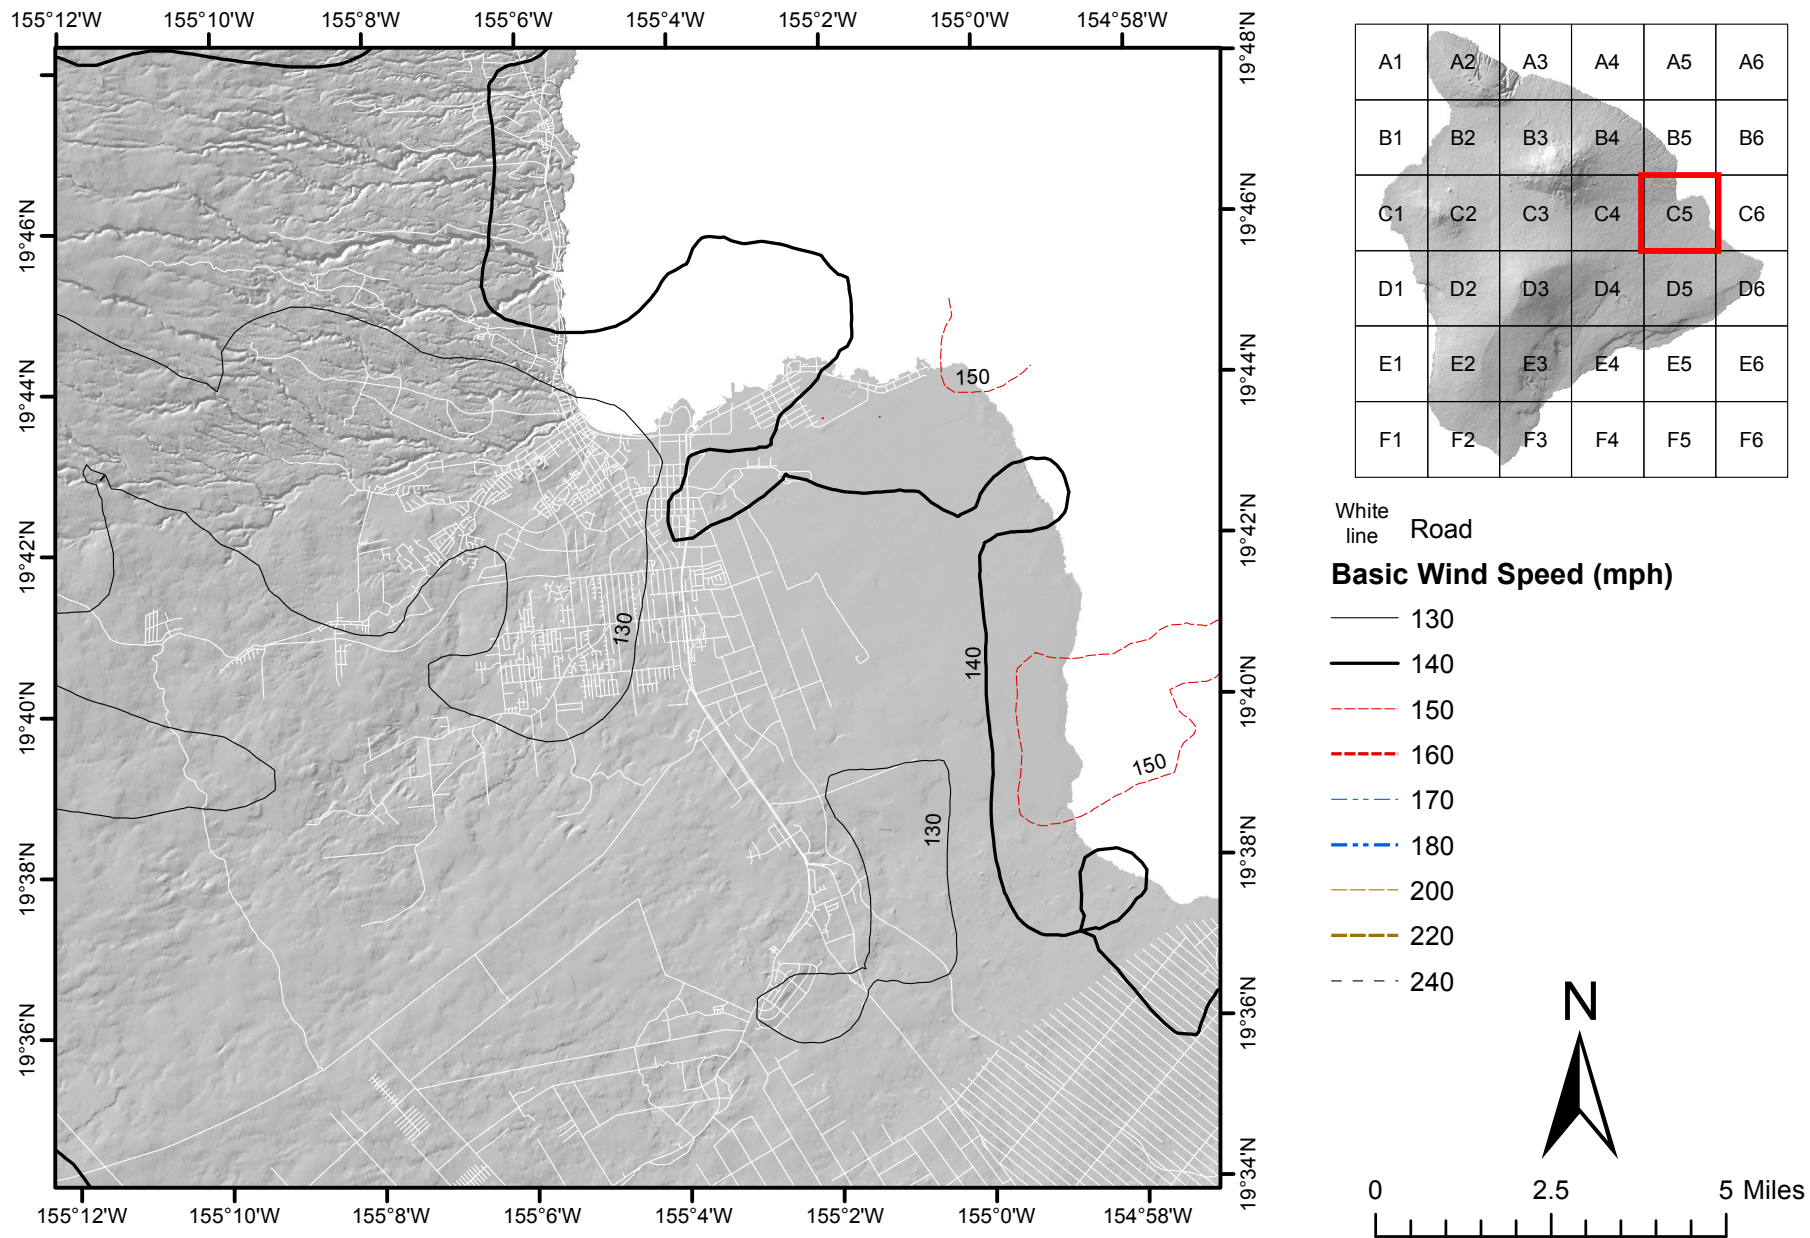 155°12'W 155°10'W 155°8'W 155°6'W 155°4'W 155°2'W 155°0'W 154°58'W
19°48'N
19°46'N
19°44'N
19°42'N
19°40'N
19°38'N
19°36'N
19°34'N
19°46'N
19°44'N
19°42'N
19°40'N
19°38'N
19°36'N
150
130
140
150
130
155°12'W 155°10'W 155°8'W 155°6'W 155°4'W 155°2'W 155°0'W 154°58'W
A1 A2 A3 A4 A5 A6
B1 B2 B3 B4 B5 B6
C1 C2 C3 C4 C5 C6
D1 D2 D3 D4 D5 D6
E1 E2 E3 E4 E5 E6
F1 F2 F3 F4 F5 F6
White
line Road
Basic Wind Speed (mph)
130
140
150
160
170
180
200
220
240
N
0 2.5 5 Miles